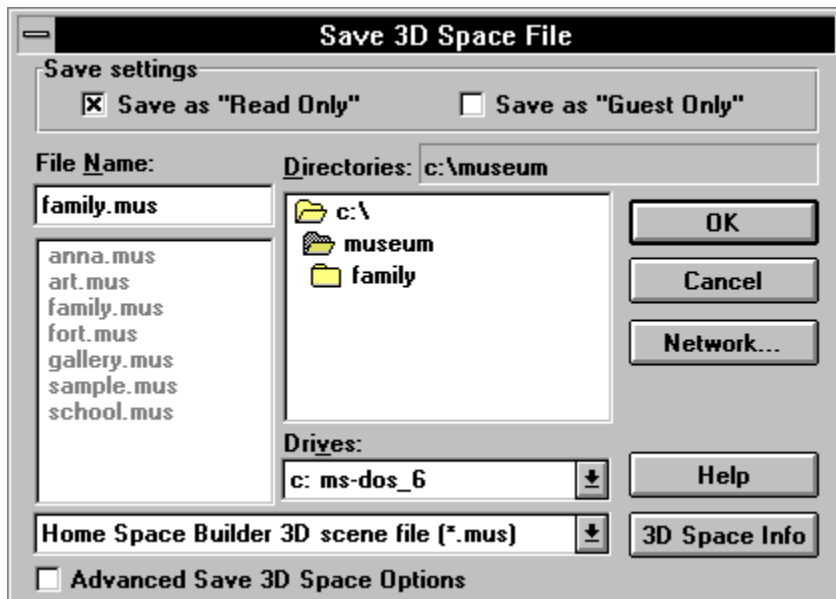 Save 3D Space File
Save settings
Save as "Read Only"
Save as "Guest Only"
File Name:
family.mus
anna.mus
art.mus
family.mus
fort.mus
gallery.mus
sample.mus
school.mus
Directories: c:\museum
c:\
museum
family
Drives:
c: ms-dos_6
OK
Cancel
Network...
Help
Home Space Builder 3D scene file (*.mus)
3D Space Info
Advanced Save 3D Space Options